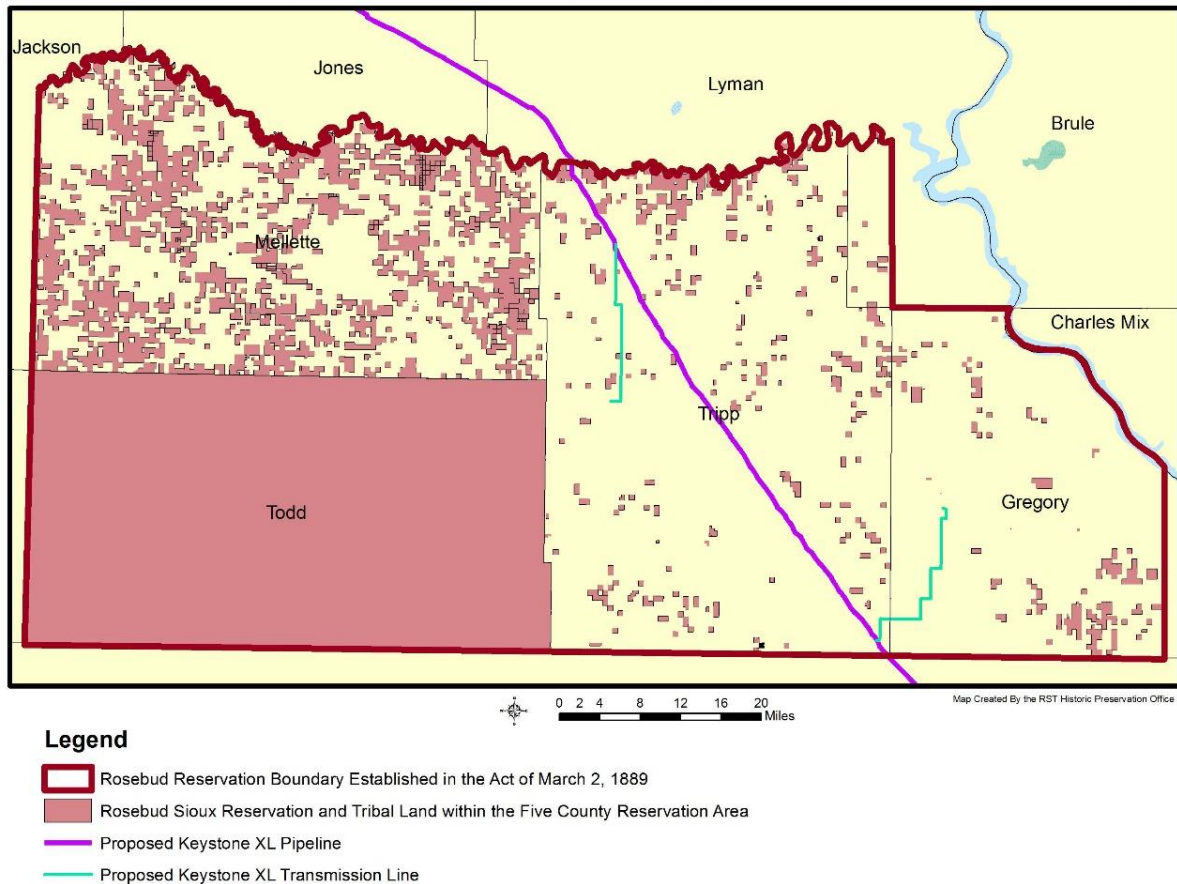 Jackson
Jones
Lyman
Brule
Mellette
Charles Mix
Tripp
Todd
Gregory
0 2 4 8 12 16 20
Miles
Map Created By the RST Historic Preservation Office
Legend
Rosebud Reservation Boundary Established in the Act of March 2, 1889
Rosebud Sioux Reservation and Tribal Land within the Five County Reservation Area
Proposed Keystone XL Pipeline
Proposed Keystone XL Transmission Line